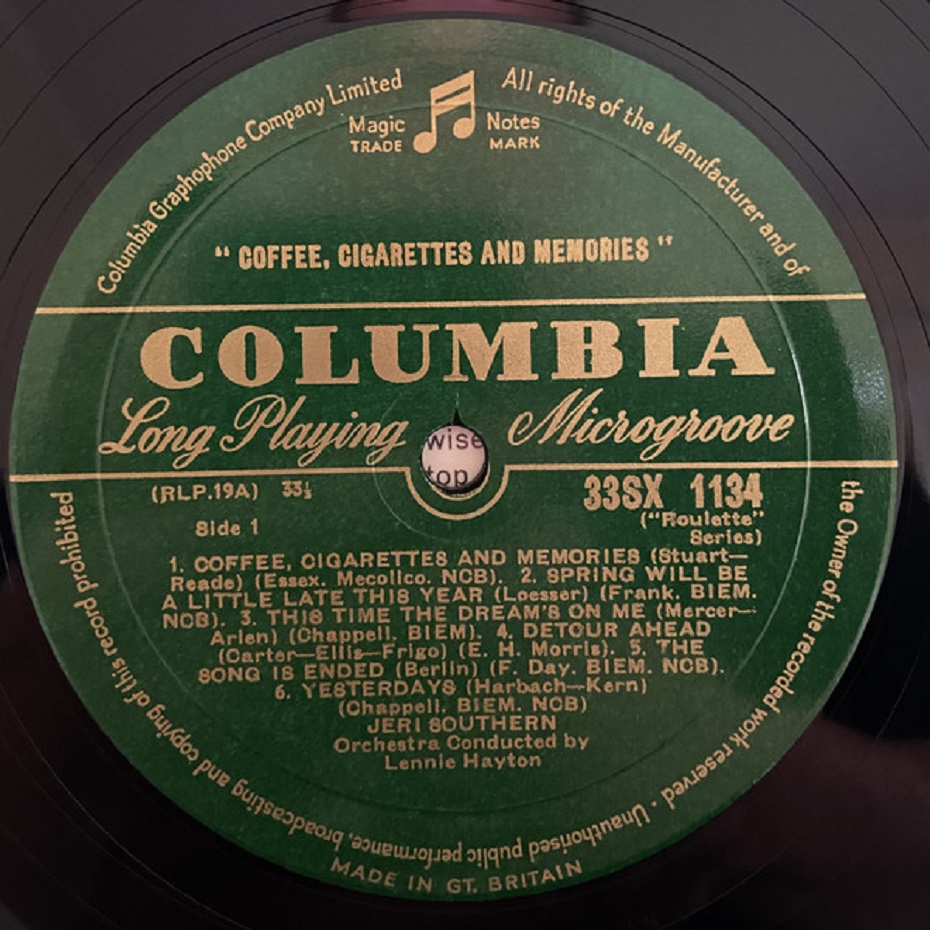 Columbia Graphophone Company Limited
All rights of the Manufacturer and of
the Owner of the recorded work reserved · Unauthorised public performance, broadcasting and copying of this record prohibited
Magic Notes
TRADE MARK
" COFFEE, CIGARETTES AND MEMORIES "
COLUMBIA
Long Playing Microgroove
wise
top
(RLP.19A) 33⅓ 33SX 1134
("Roulette"
Side 1 Series)
1. COFFEE, CIGARETTES AND MEMORIES (Stuart—
Reade) (Essex. Mecolico. NCB). 2. SPRING WILL BE
A LITTLE LATE THIS YEAR (Loesser) (Frank. BIEM.
NCB). 3. THIS TIME THE DREAM'S ON ME (Mercer—
Arlen) (Chappell. BIEM). 4. DETOUR AHEAD
(Carter—Ellis—Frigo) (E. H. Morris). 5. THE
SONG IS ENDED (Berlin) (F. Day. BIEM. NCB).
6. YESTERDAYS (Harbach—Kern)
(Chappell. BIEM. NCB)
JERI SOUTHERN
Orchestra Conducted by
Lennie Hayton
MADE IN GT. BRITAIN